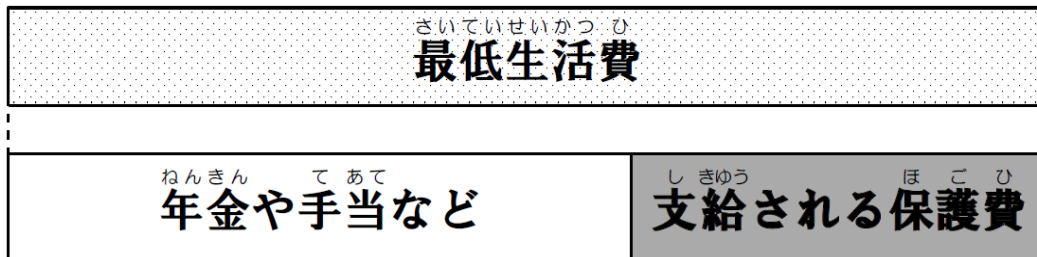 さいていせいかつひ
最低生活費
ねんきん てあて
年金や手当など
しきゆう ほごひ
支給される保護費